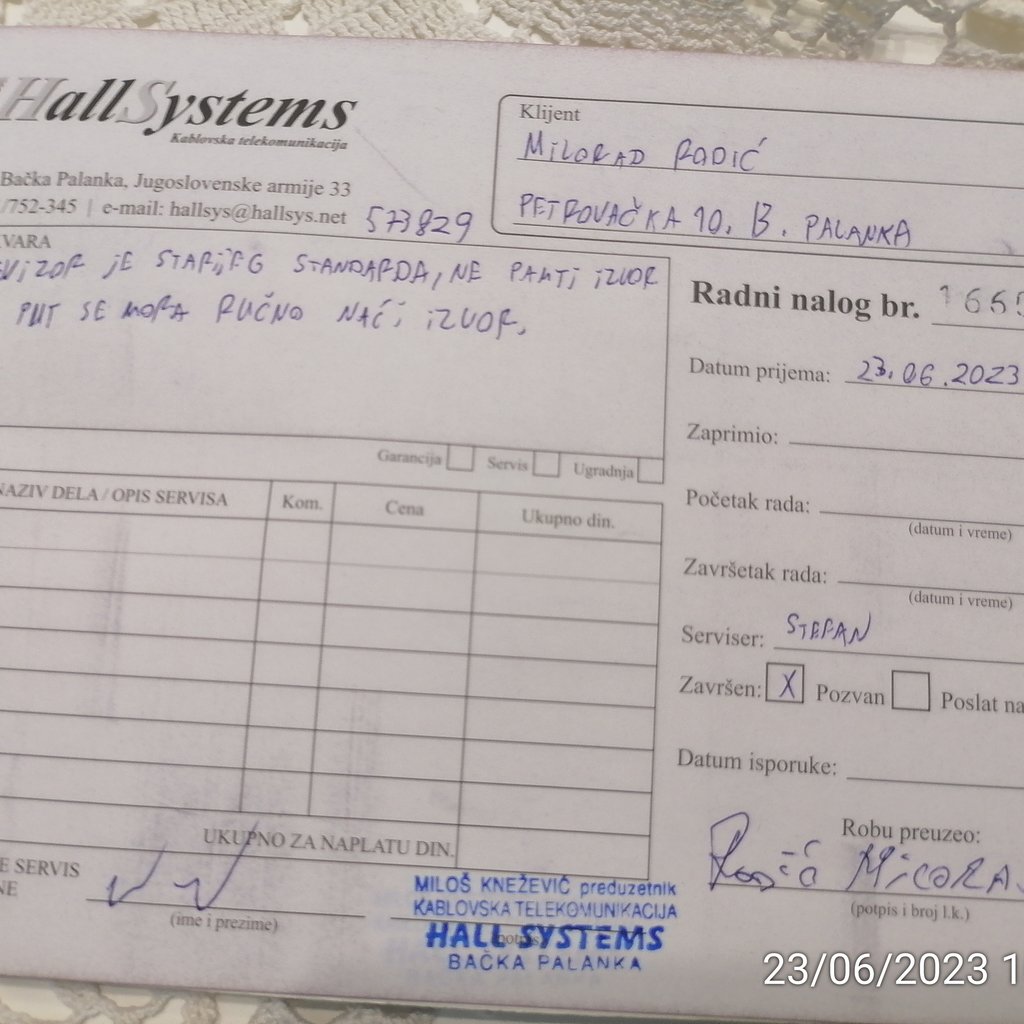 HallSystems
Kablovska telekomunikacija
Bačka Palanka, Jugoslovenske armije 33
/752-345 | e-mail: hallsys@hallsys.net 573829
Klijent
MILORAD RADIĆ
PETROVAČKA 10. B. PALANKA
VARA
VIZOR JE STARIJEG STANDARDA, NE PAMTI IZVOR
PUT SE MORA RUČNO NAĆI IZVOR.
Garancija Servis Ugradnja
NAZIV DELA / OPIS SERVISA Kom. Cena Ukupno din.
UKUPNO ZA NAPLATU DIN.
E SERVIS
NE
(ime i prezime)
MILOŠ KNEŽEVIĆ preduzetnik
KABLOVSKA TELEKOMUNIKACIJA
HALL SYSTEMS
BAČKA PALANKA
Radni nalog br. 1665
Datum prijema: 23.06.2023
Zaprimio:
Početak rada:
(datum i vreme)
Završetak rada:
(datum i vreme)
Serviser: STEFAN
Završen: X Pozvan Poslat na
Datum isporuke:
Robu preuzeo:
(potpis i broj l.k.)
23/06/2023 1